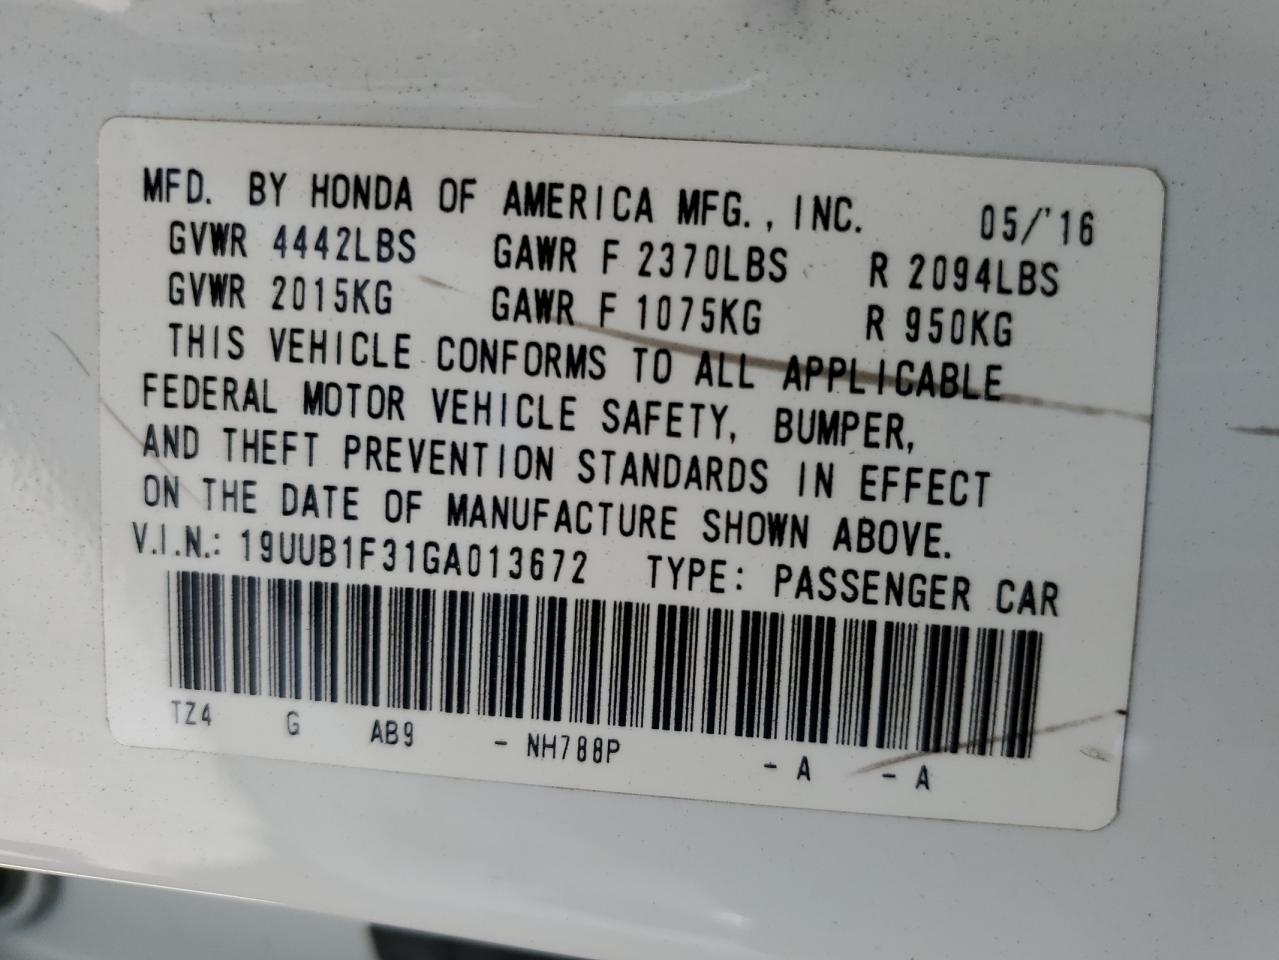 MFD. BY HONDA OF AMERICA MFG., INC. 05/'16
GVWR 4442LBS GAWR F 2370LBS R 2094LBS
GVWR 2015KG GAWR F 1075KG R 950KG
THIS VEHICLE CONFORMS TO ALL APPLICABLE
FEDERAL MOTOR VEHICLE SAFETY, BUMPER,
AND THEFT PREVENTION STANDARDS IN EFFECT
ON THE DATE OF MANUFACTURE SHOWN ABOVE.
V.I.N.: 19UUB1F31GA013672 TYPE: PASSENGER CAR
TZ4 G AB9 - NH788P - A - A